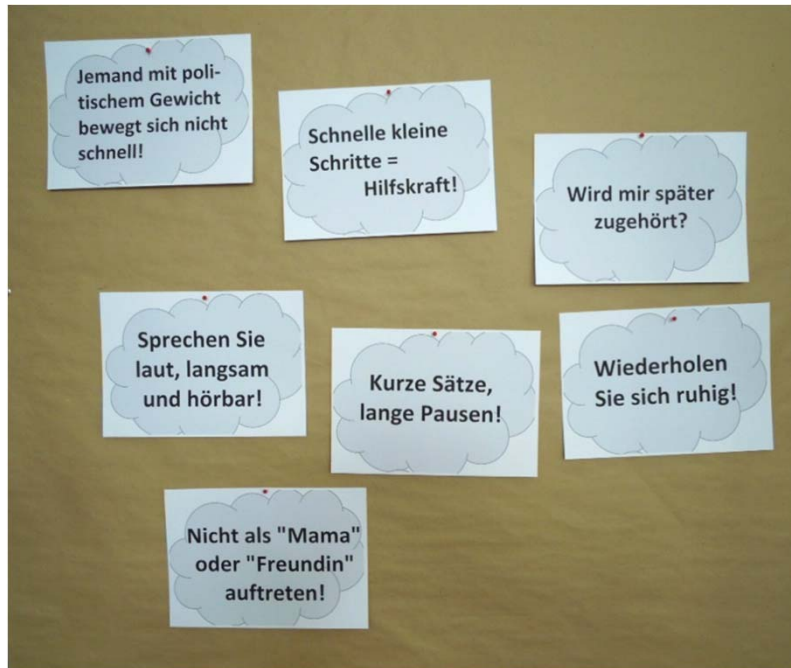 Jemand mit poli-
tischem Gewicht
bewegt sich nicht
schnell!
Schnelle kleine
Schritte =
Hilfskraft!
Wird mir später
zugehört?
Sprechen Sie
laut, langsam
und hörbar!
Kurze Sätze,
lange Pausen!
Wiederholen
Sie sich ruhig!
Nicht als "Mama"
oder "Freundin"
auftreten!